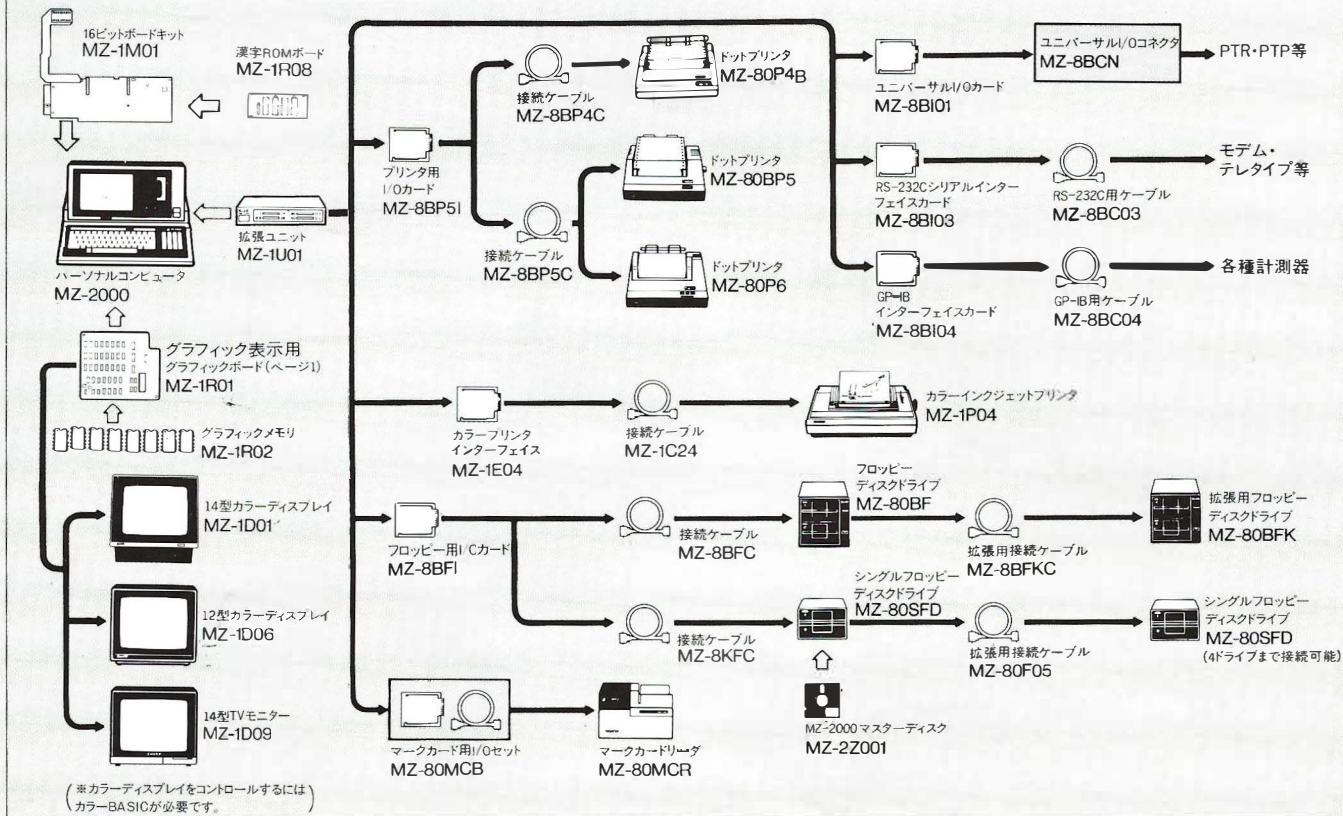 16ビットボードキット
MZ-1M01
漢字ROMボード
MZ-1R08
パーソナルコンピュータ
MZ-2000
拡張ユニット
MZ-1U01
グラフィック表示用
グラフィックボード(ページ1)
MZ-1R01
グラフィックメモリ
MZ-1R02
14型カラーディスプレイ
MZ-1D01
12型カラーディスプレイ
MZ-1D06
14型TVモニター
MZ-1D09
(※カラーディスプレイをコントロールするには
カラーBASICが必要です。)
プリンタ用
I/Oカード
MZ-8BP5I
接続ケーブル
MZ-8BP4C
ドットプリンタ
MZ-80P4B
接続ケーブル
MZ-8BP5C
ドットプリンタ
MZ-80BP5
ドットプリンタ
MZ-80P6
ユニバーサルI/Oカード
MZ-8BI01
ユニバーサルI/Oコネクタ
MZ-8BCN
PTR・PTP等
RS-232Cシリアルインター
フェイスカード
MZ-8BI03
RS-232C用ケーブル
MZ-8BC03
モデム・
テレタイプ等
GP-IB
インターフェイスカード
MZ-8BI04
GP-IB用ケーブル
MZ-8BC04
各種計測器
カラープリンタ
インターフェイス
MZ-1E04
接続ケーブル
MZ-1C24
カラーインクジェットプリンタ
MZ-1P04
フロッピー用I/Cカード
MZ-8BFI
接続ケーブル
MZ-8BFC
フロッピー
ディスクドライブ
MZ-80BF
拡張用接続ケーブル
MZ-8BFKC
拡張用フロッピー
ディスクドライブ
MZ-80BFK
接続ケーブル
MZ-8KFC
シングルフロッピー
ディスクドライブ
MZ-80SFD
拡張用接続ケーブル
MZ-80F05
シングルフロッピー
ディスクドライブ
MZ-80SFD
(4ドライブまで接続可能)
MZ-2000マスターディスク
MZ-2Z001
マークカード用I/Oセット
MZ-80MCB
マークカードリーダ
MZ-80MCR